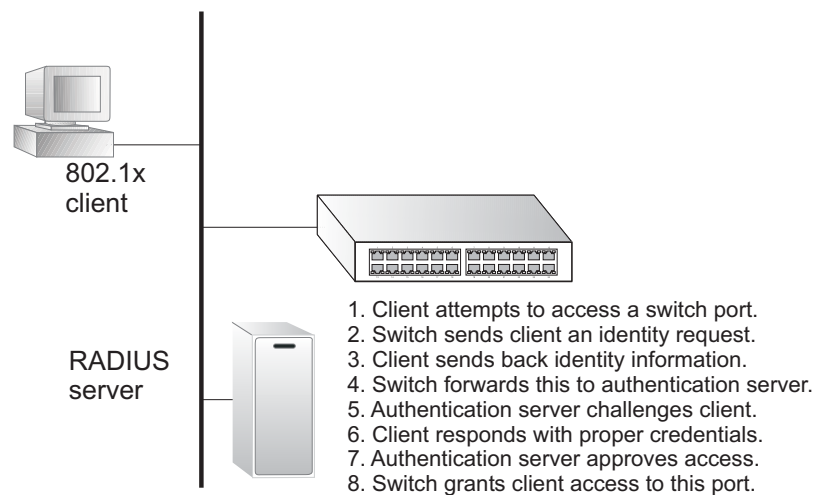 802.1x
client
1. Client attempts to access a switch port.
2. Switch sends client an identity request.
3. Client sends back identity information.
4. Switch forwards this to authentication server.
5. Authentication server challenges client.
6. Client responds with proper credentials.
7. Authentication server approves access.
8. Switch grants client access to this port.
RADIUS
server